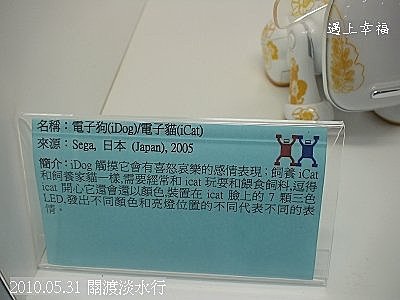 遇上幸福
名稱：電子狗(iDog)/電子貓(iCat)
來源：Sega, 日本 (Japan), 2005
簡介：iDog 觸摸它會有喜怒哀樂的感情表現；飼養 iCat
和飼養家貓一樣,需要經常和 icat 玩耍和餵食飼料,逗得
icat 開心它還會還以顏色,裝置在 icat 臉上的 7 顆三色
LED,發出不同顏色和亮燈位置的不同代表不同的表
情。
2010.05.31 關渡淡水行